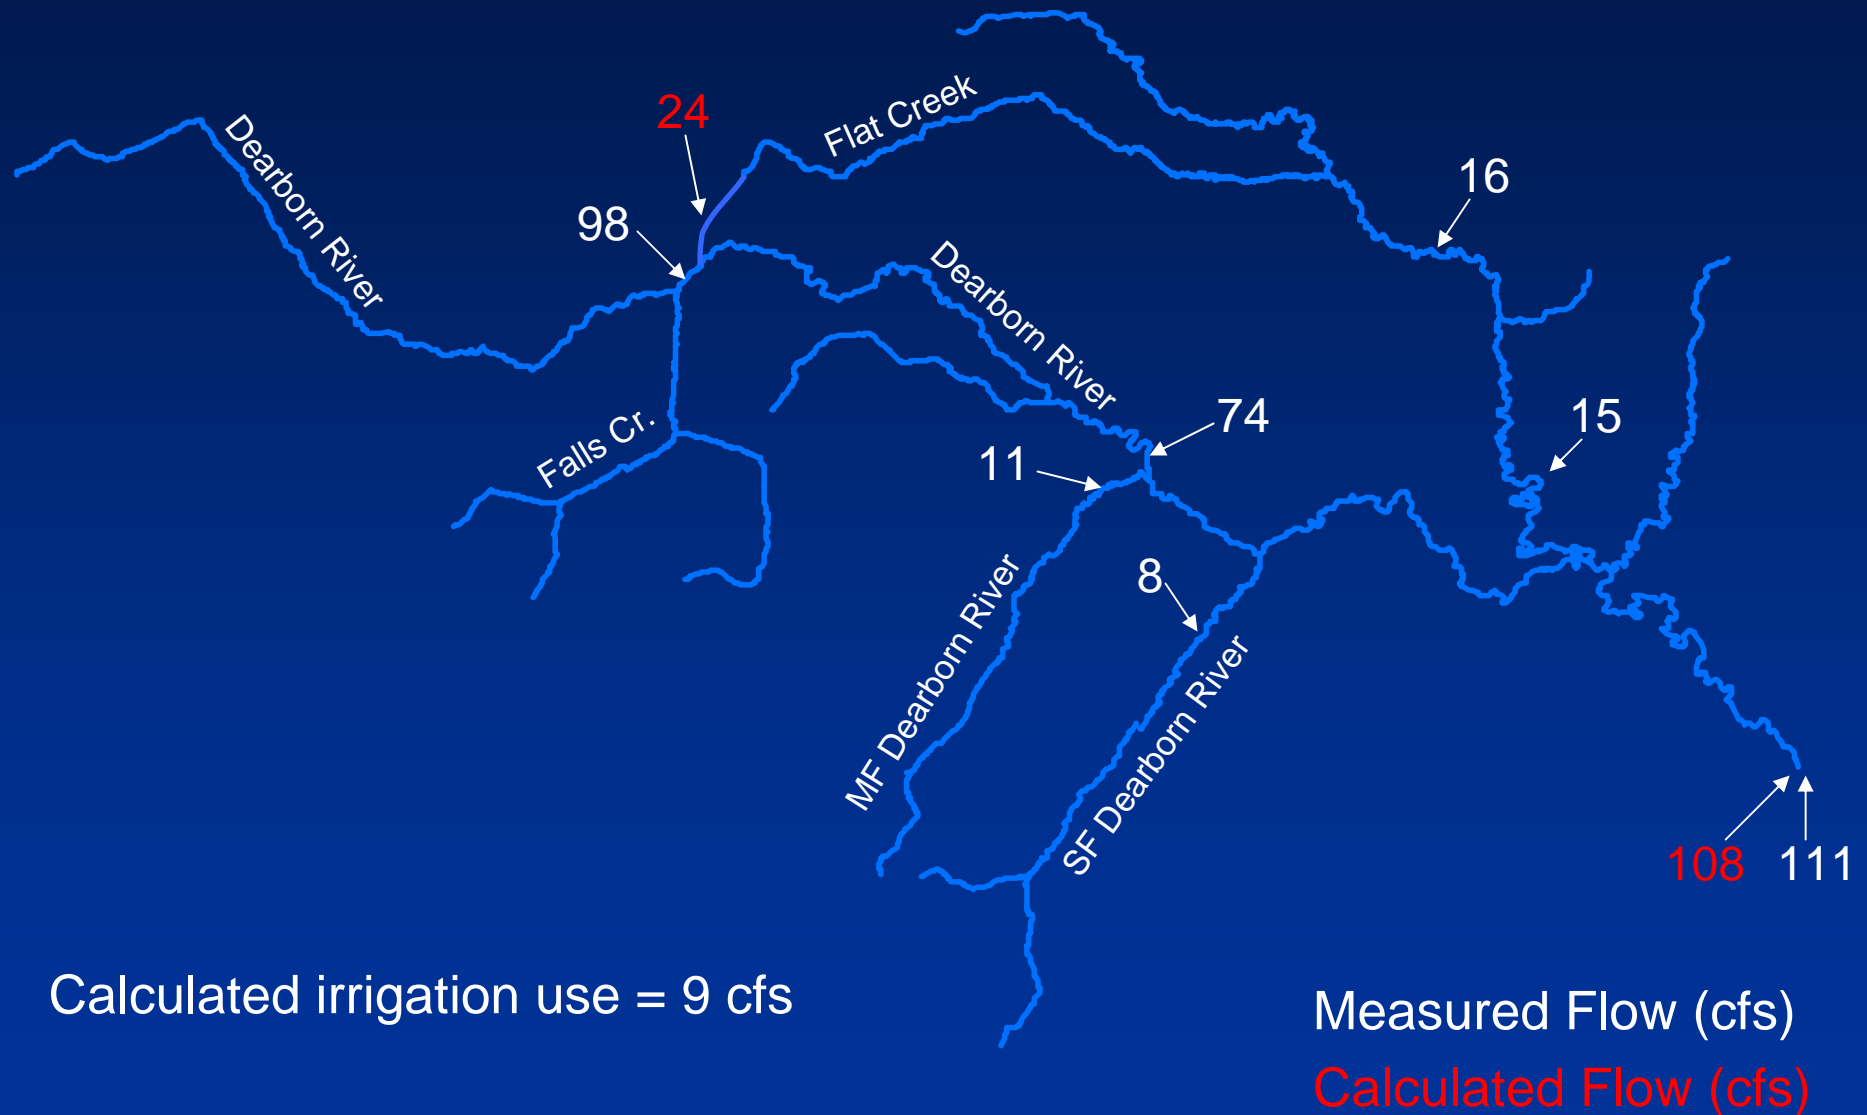 24
Flat Creek
Dearborn River
98
16
Dearborn River
74
15
11
Falls Cr.
8
MF Dearborn River
SF Dearborn River
108 111
Calculated irrigation use = 9 cfs
Measured Flow (cfs)
Calculated Flow (cfs)